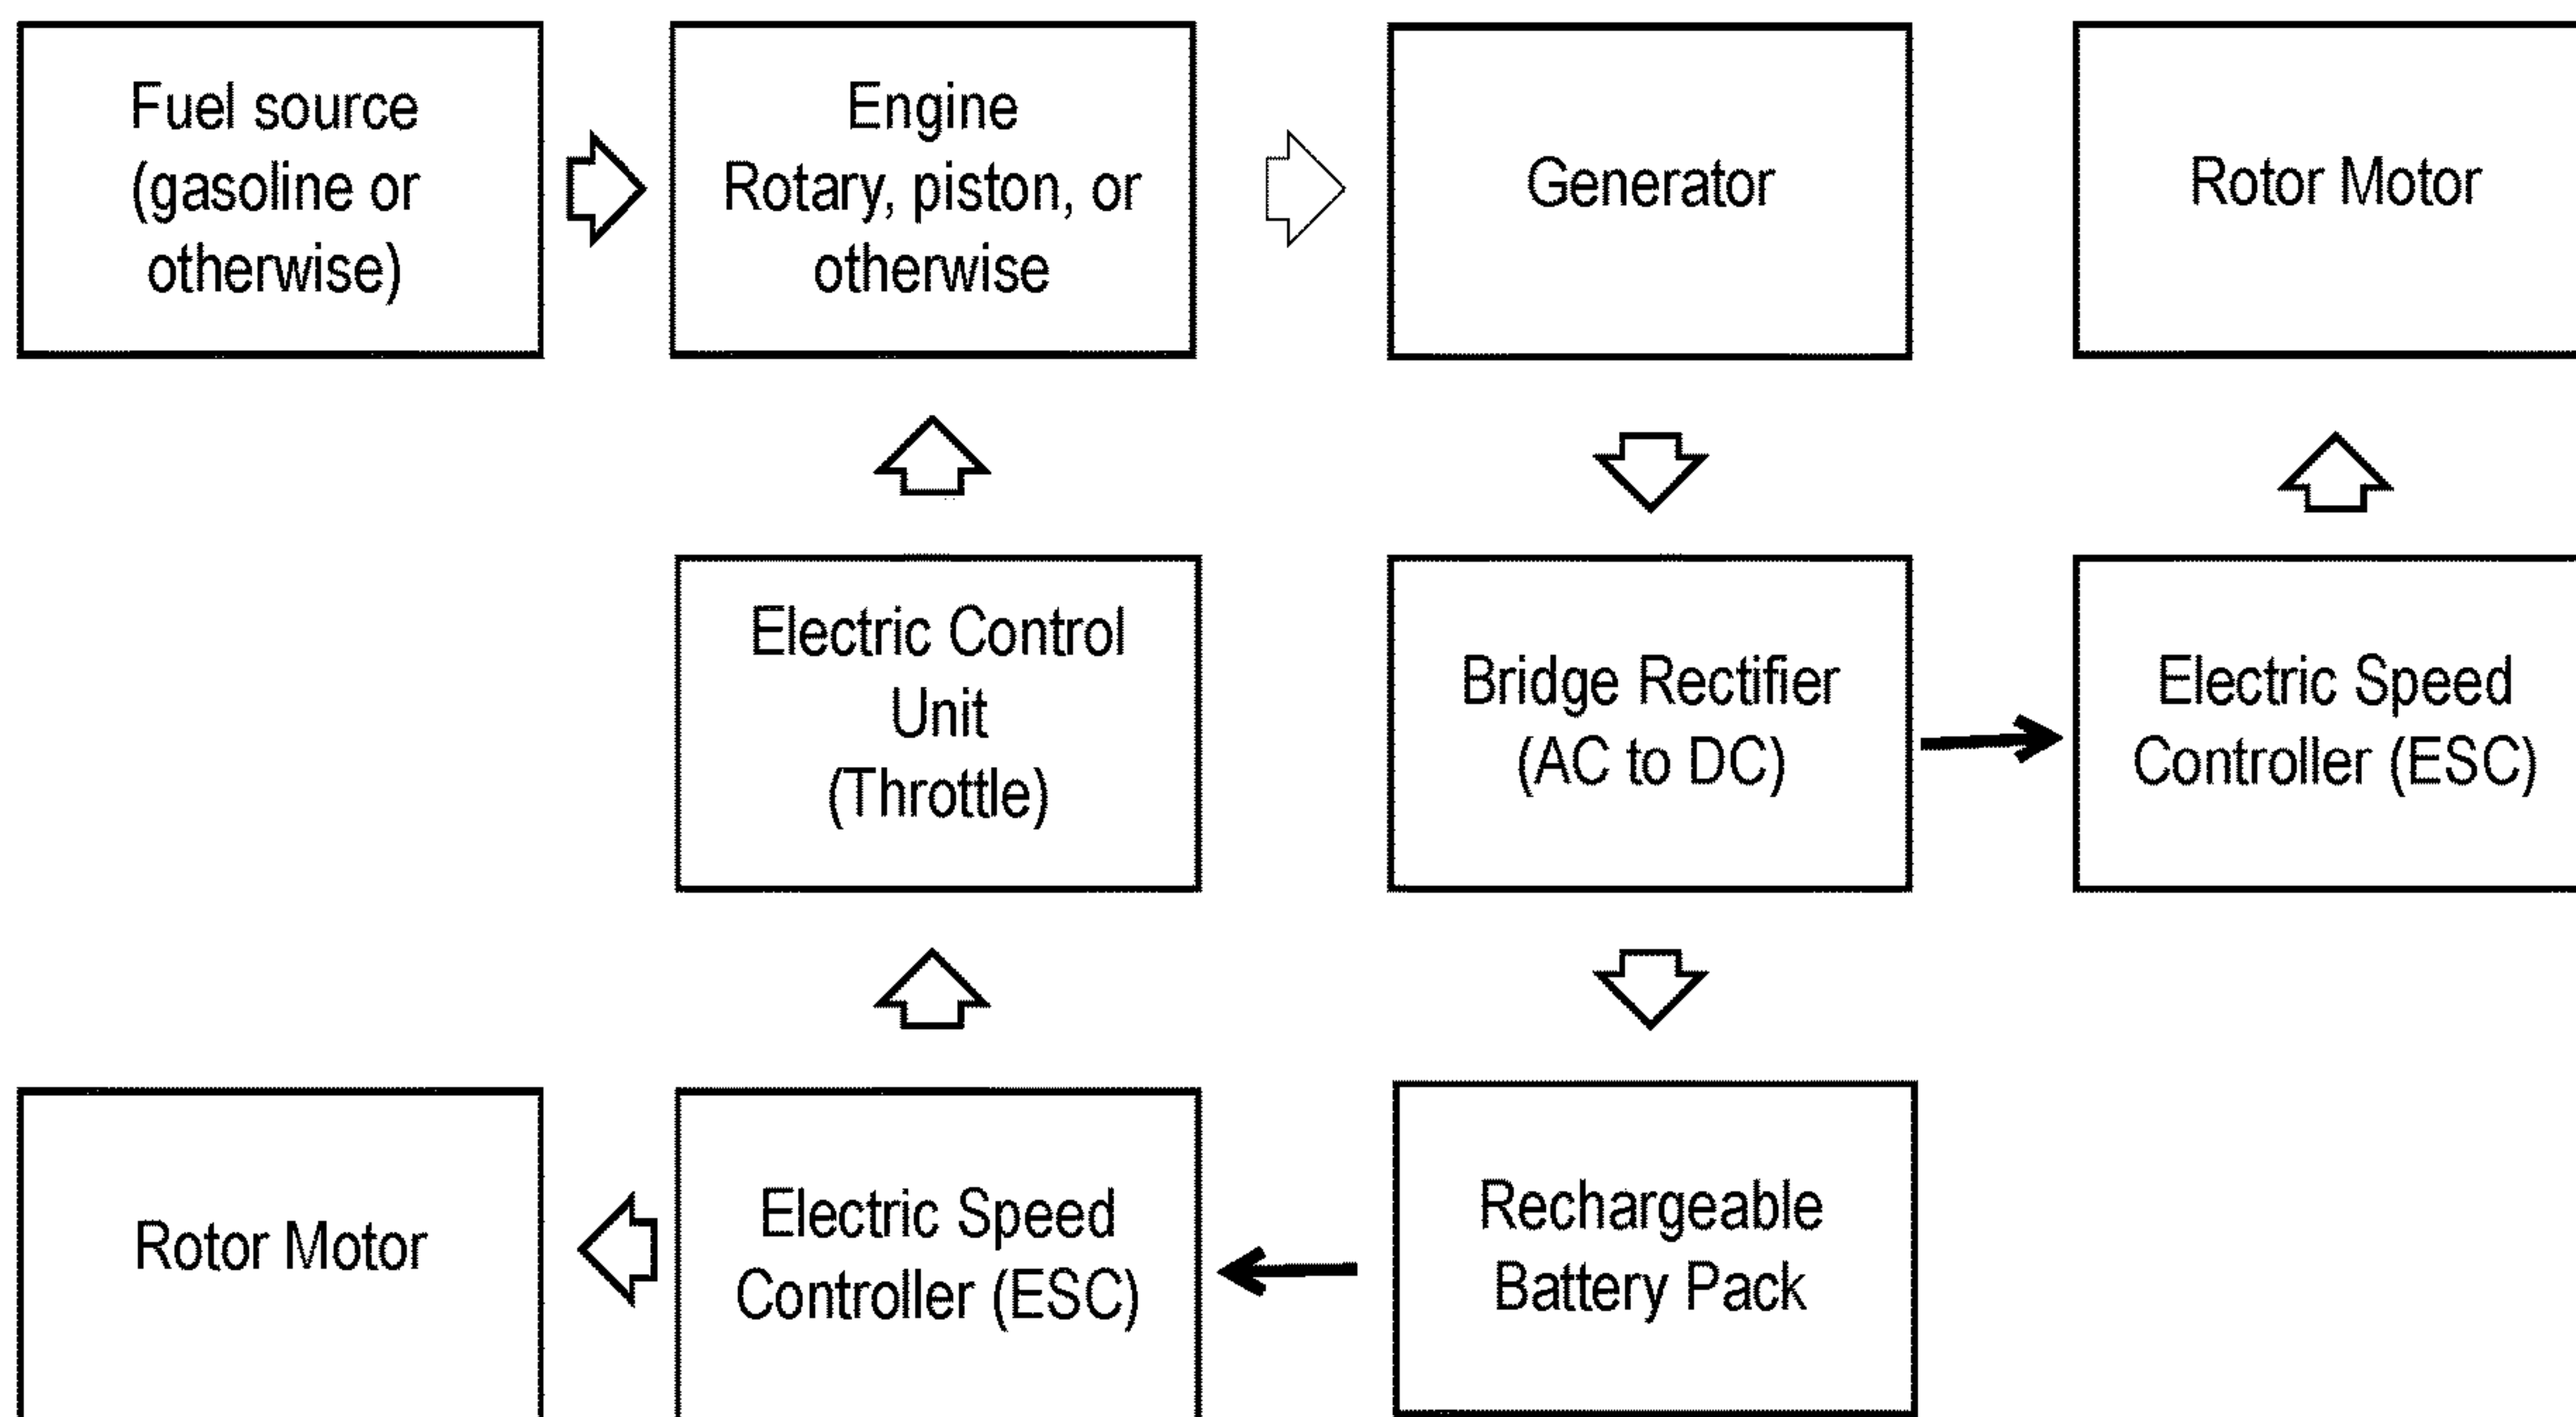 Fuel source
(gasoline or
otherwise)
Engine
Rotary, piston, or
otherwise
Generator
Rotor Motor
Electric Control
Unit
(Throttle)
Bridge Rectifier
(AC to DC)
Electric Speed
Controller (ESC)
Rotor Motor
Electric Speed
Controller (ESC)
Rechargeable
Battery Pack